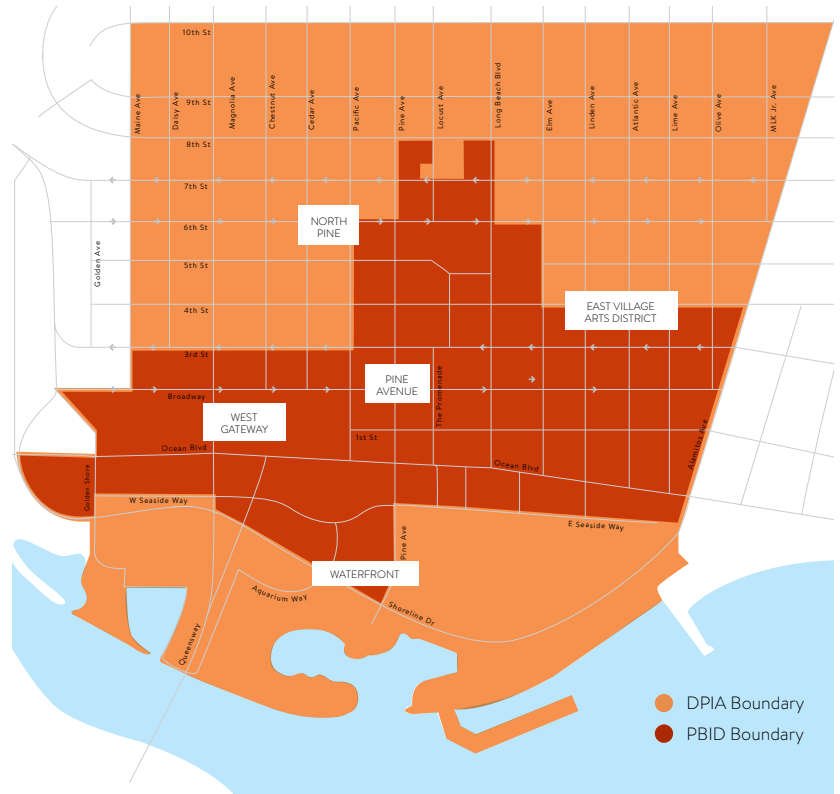 10th St
Maine Ave
Daisy Ave
Magnolia Ave
Chestnut Ave
Cedar Ave
Pacific Ave
Pine Ave
Locust Ave
Long Beach Blvd
Elm Ave
Linden Ave
Atlantic Ave
Lime Ave
Olive Ave
MLK Jr. Ave
9th St
8th St
7th St
6th St
NORTH
PINE
Golden Ave
5th St
4th St
EAST VILLAGE
ARTS DISTRICT
3rd St
PINE
AVENUE
The Promenade
Broadway
WEST
GATEWAY
1st St
Alamitos Ave
Ocean Blvd
Ocean Blvd
Golden Shore
W Seaside Way
E Seaside Way
Pine Ave
WATERFRONT
Aquarium Way
Shoreline Dr
Queensway
DPIA Boundary
PBID Boundary